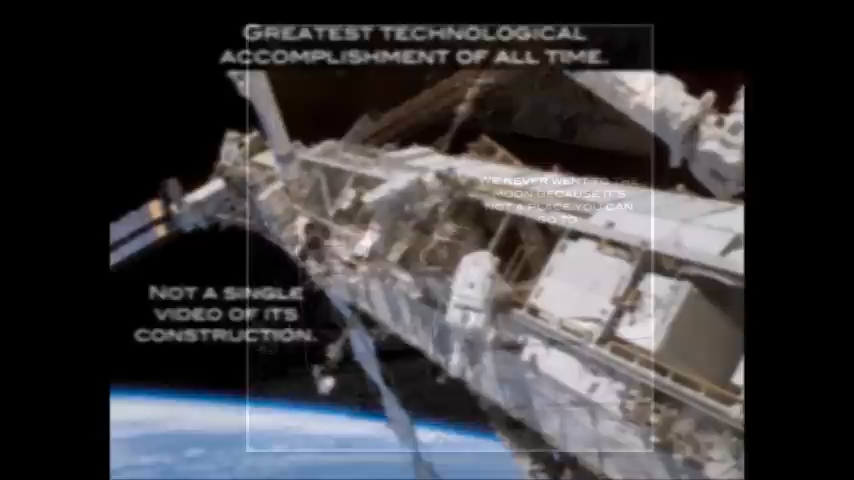 GREATEST TECHNOLOGICAL
ACCOMPLISHMENT OF ALL TIME.
WE NEVER WENT TO THE
MOON BECAUSE IT'S
NOT A PLACE YOU CAN
GO TO.
NOT A SINGLE
VIDEO OF ITS
CONSTRUCTION.